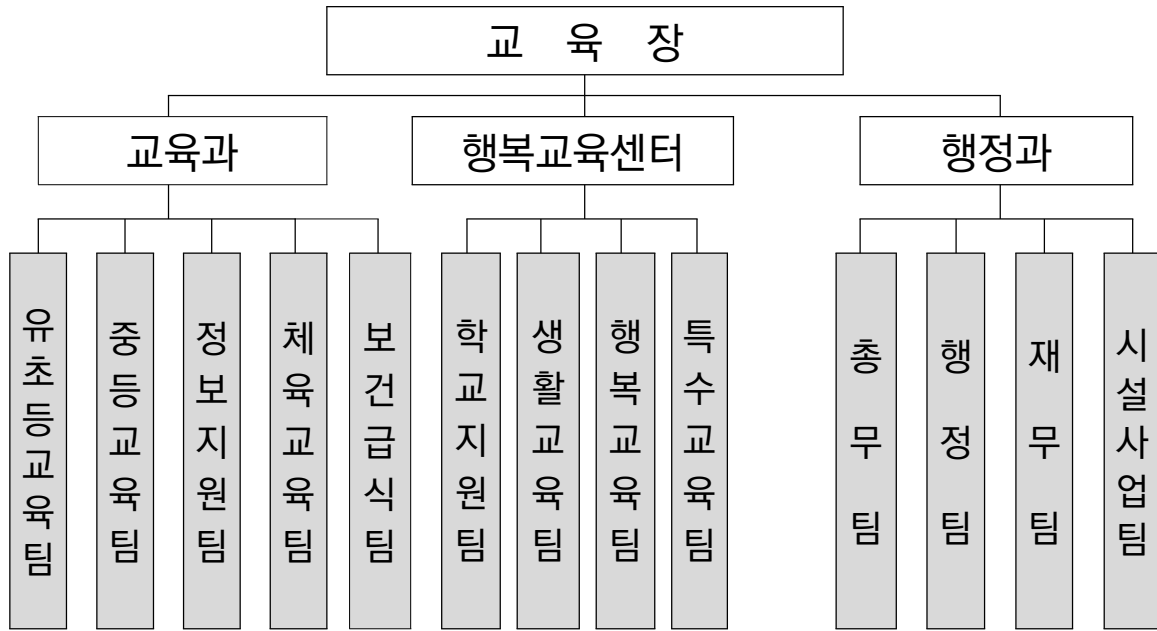 교 육 장
교육과
행복교육센터
행정과
유초등교육팀
중등교육팀
정보지원팀
체육교육팀
보건급식팀
학교지원팀
생활교육팀
행복교육팀
특수교육팀
총무팀
행정팀
재무팀
시설사업팀